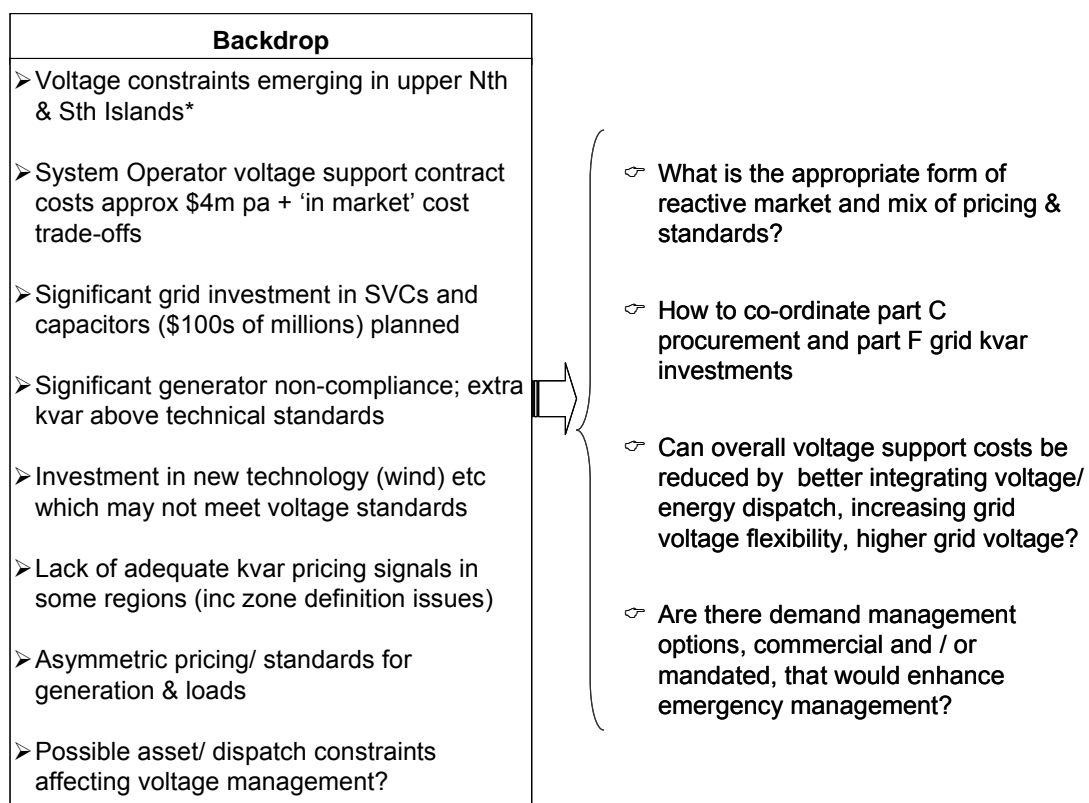 Backdrop
➢Voltage constraints emerging in upper Nth
& Sth Islands*
➢System Operator voltage support contract
costs approx $4m pa + ‘in market’ cost
trade-offs
➢Significant grid investment in SVCs and
capacitors ($100s of millions) planned
➢Significant generator non-compliance; extra
kvar above technical standards
➢Investment in new technology (wind) etc
which may not meet voltage standards
➢Lack of adequate kvar pricing signals in
some regions (inc zone definition issues)
➢Asymmetric pricing/ standards for
generation & loads
➢Possible asset/ dispatch constraints
affecting voltage management?
☞ What is the appropriate form of
reactive market and mix of pricing &
standards?
☞ How to co-ordinate part C
procurement and part F grid kvar
investments
☞ Can overall voltage support costs be
reduced by better integrating voltage/
energy dispatch, increasing grid
voltage flexibility, higher grid voltage?
☞ Are there demand management
options, commercial and / or
mandated, that would enhance
emergency management?